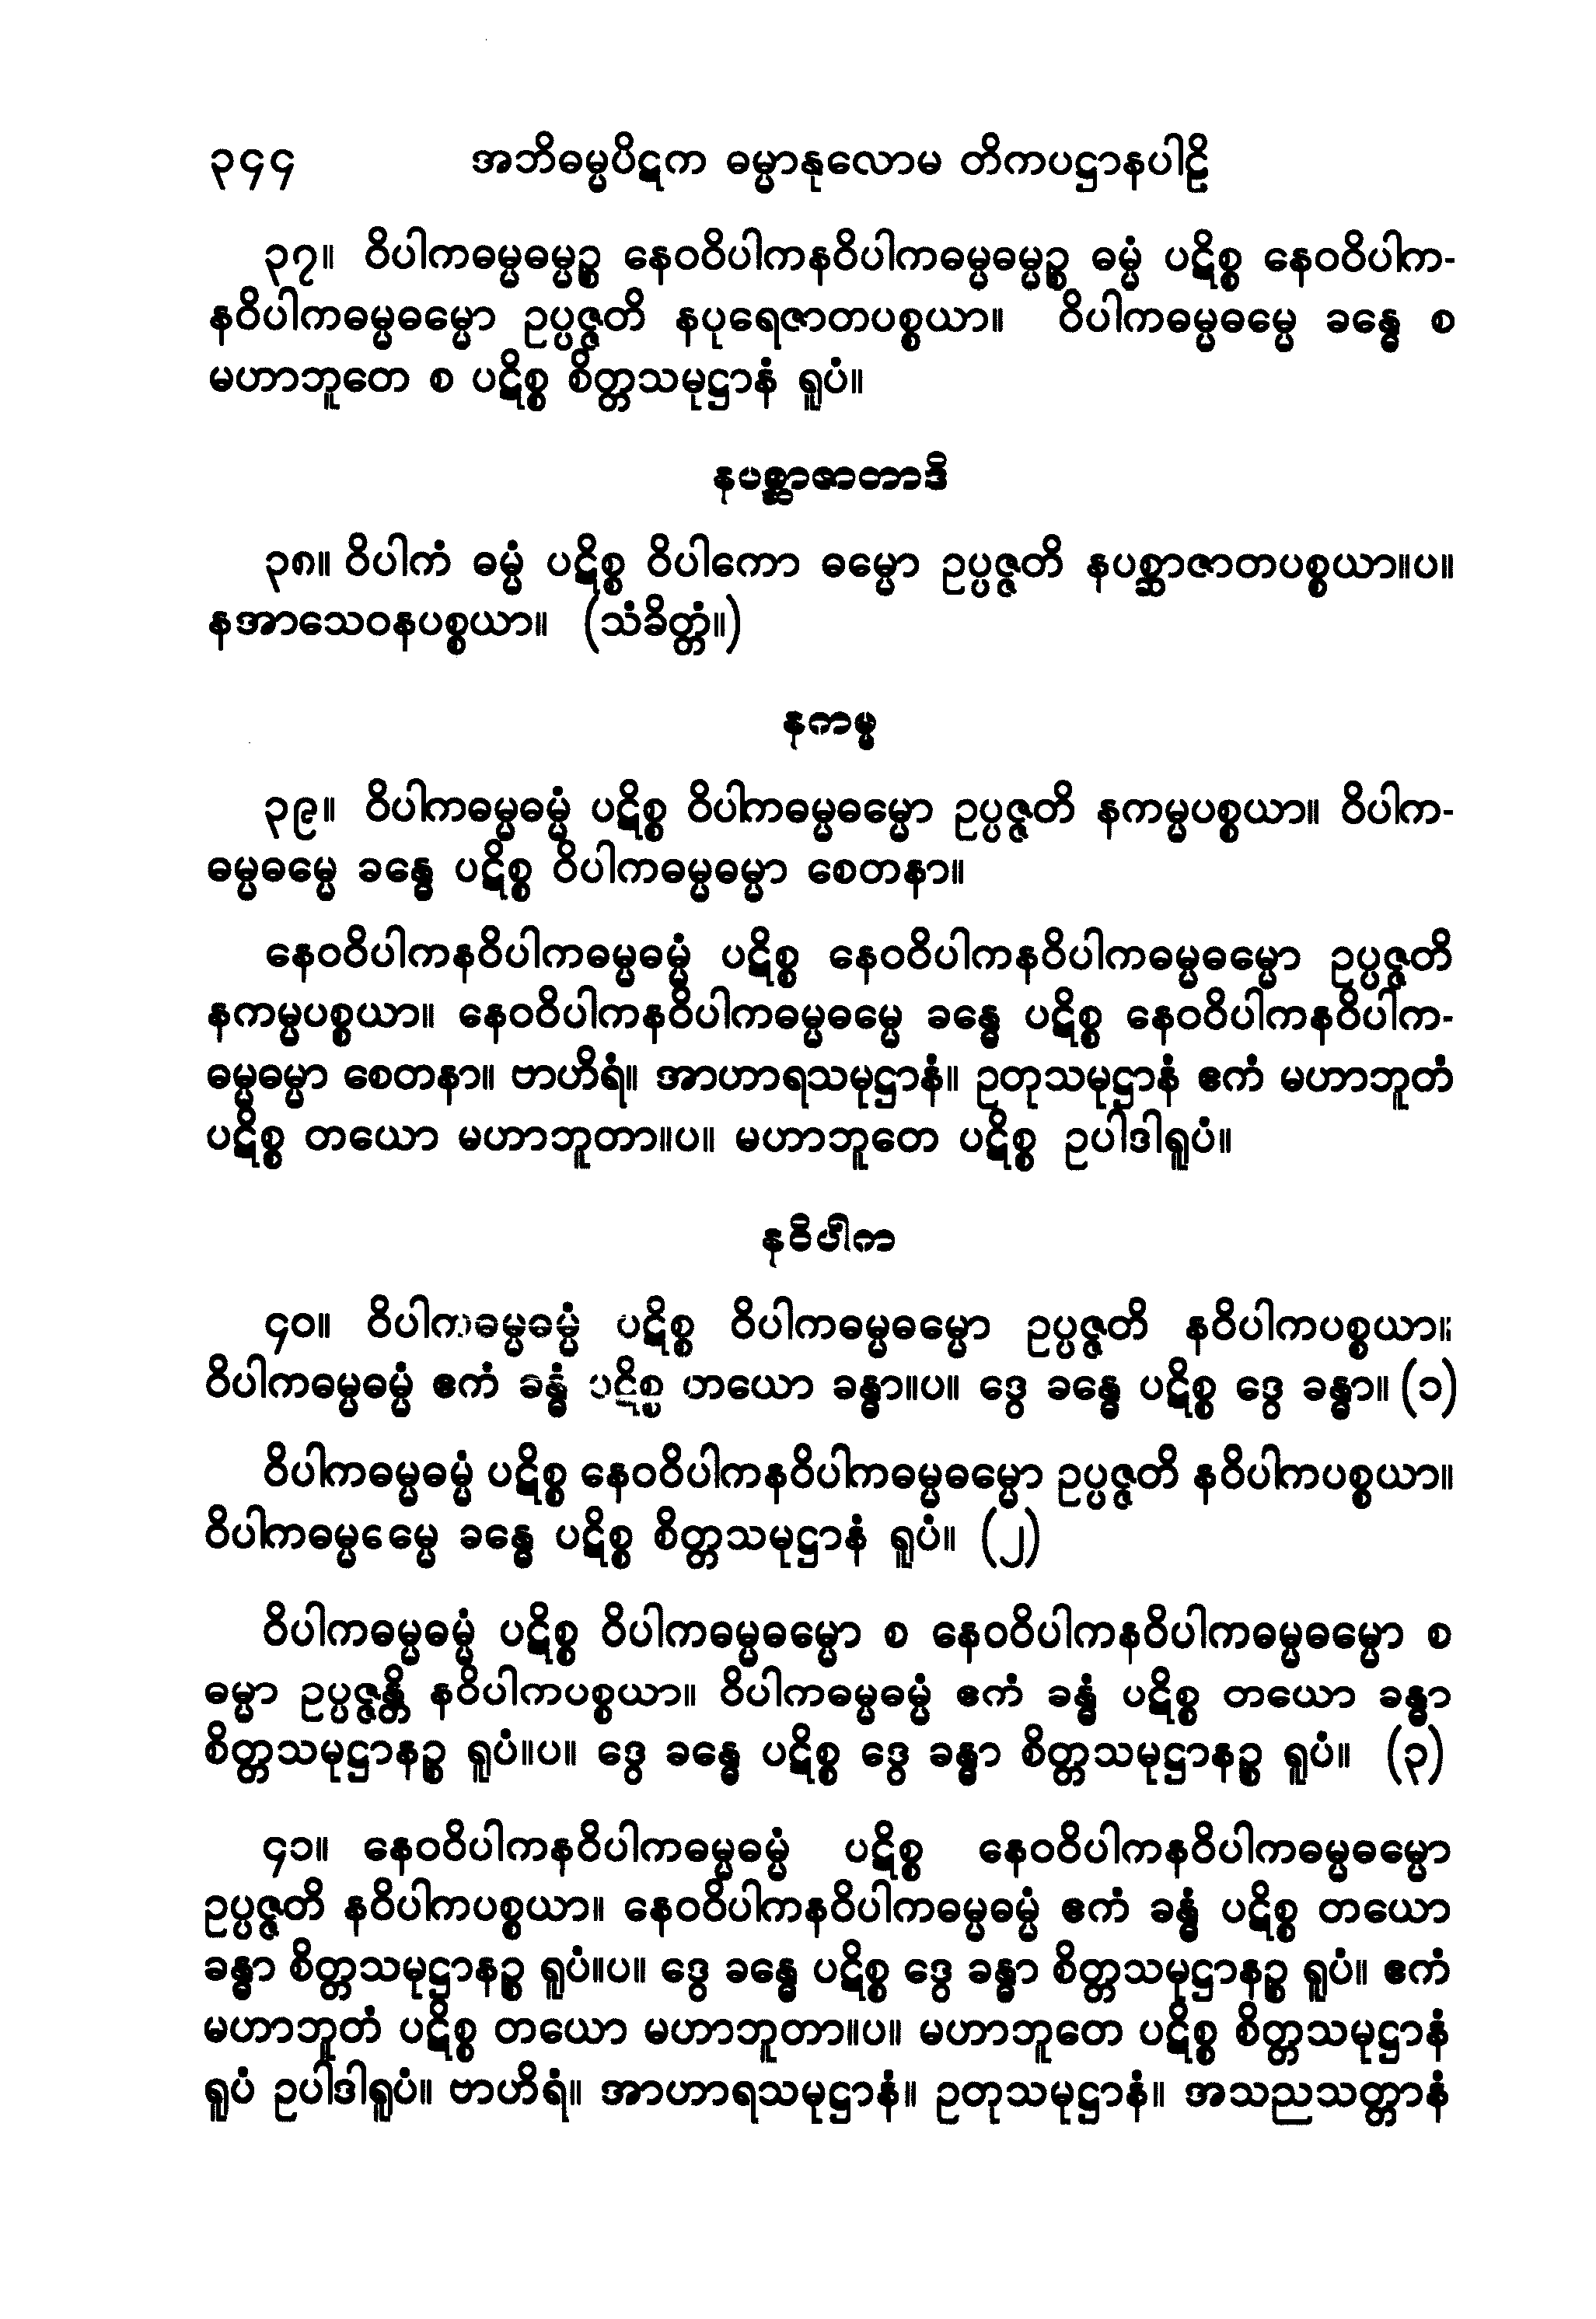 ၃၄၄ အဘိဓမ္မပိဋက ဓမ္မာနုလောမ တိကပဋ္ဌာနပါဠိ
၃၇။ ဝိပါကဓမ္မဓမ္မဉ္စ နေဝဝိပါကနဝိပါကဓမ္မဓမ္မဉ္စ ဓမ္မံ ပဋိစ္စ နေဝဝိပါက-
နဝိပါကဓမ္မဓမ္မော ဥပ္ပဇ္ဇတိ နပုရေဇာတပစ္စယာ။ ဝိပါကဓမ္မဓမ္မေ ခန္ဓေ စ
မဟာဘူတေ စ ပဋိစ္စ စိတ္တသမုဋ္ဌာနံ ရူပံ။
နပစ္ဆာဇာတာဒိ
၃၈။ ဝိပါကံ ဓမ္မံ ပဋိစ္စ ဝိပါကော ဓမ္မော ဥပ္ပဇ္ဇတိ နပစ္ဆာဇာတပစ္စယာ။ပ။
နအာသေဝနပစ္စယာ။ (သံခိတ္တံ။)
နကမ္မ
၃၉။ ဝိပါကဓမ္မဓမ္မံ ပဋိစ္စ ဝိပါကဓမ္မဓမ္မော ဥပ္ပဇ္ဇတိ နကမ္မပစ္စယာ။ ဝိပါက-
ဓမ္မဓမ္မေ ခန္ဓေ ပဋိစ္စ ဝိပါကဓမ္မဓမ္မာ စေတနာ။
နေဝဝိပါကနဝိပါကဓမ္မဓမ္မံ ပဋိစ္စ နေဝဝိပါကနဝိပါကဓမ္မဓမ္မော ဥပ္ပဇ္ဇတိ
နကမ္မပစ္စယာ။ နေဝဝိပါကနဝိပါကဓမ္မဓမ္မေ ခန္ဓေ ပဋိစ္စ နေဝဝိပါကနဝိပါက-
ဓမ္မဓမ္မာ စေတနာ။ ဗာဟိရံ။ အာဟာရသမုဋ္ဌာနံ။ ဥတုသမုဋ္ဌာနံ ဧကံ မဟာဘူတံ
ပဋိစ္စ တယော မဟာဘူတာ။ပ။ မဟာဘူတေ ပဋိစ္စ ဥပါဒါရူပံ။
နဝိပါက
၄၀။ ဝိပါကဓမ္မဓမ္မံ ပဋိစ္စ ဝိပါကဓမ္မဓမ္မော ဥပ္ပဇ္ဇတိ နဝိပါကပစ္စယာ။
ဝိပါကဓမ္မဓမ္မံ ဧကံ ခန္ဓံ ပဋိစ္စ တယော ခန္ဓာ။ပ။ ဒွေ ခန္ဓေ ပဋိစ္စ ဒွေ ခန္ဓာ။ (၁)
ဝိပါကဓမ္မဓမ္မံ ပဋိစ္စ နေဝဝိပါကနဝိပါကဓမ္မဓမ္မော ဥပ္ပဇ္ဇတိ နဝိပါကပစ္စယာ။
ဝိပါကဓမ္မဓမ္မေ ခန္ဓေ ပဋိစ္စ စိတ္တသမုဋ္ဌာနံ ရူပံ။ (၂)
ဝိပါကဓမ္မဓမ္မံ ပဋိစ္စ ဝိပါကဓမ္မဓမ္မော စ နေဝဝိပါကနဝိပါကဓမ္မဓမ္မော စ
ဓမ္မာ ဥပ္ပဇ္ဇန္တိ နဝိပါကပစ္စယာ။ ဝိပါကဓမ္မဓမ္မံ ဧကံ ခန္ဓံ ပဋိစ္စ တယော ခန္ဓာ
စိတ္တသမုဋ္ဌာနဉ္စ ရူပံ။ပ။ ဒွေ ခန္ဓေ ပဋိစ္စ ဒွေ ခန္ဓာ စိတ္တသမုဋ္ဌာနဉ္စ ရူပံ။ (၃)
၄၁။ နေဝဝိပါကနဝိပါကဓမ္မဓမ္မံ ပဋိစ္စ နေဝဝိပါကနဝိပါကဓမ္မဓမ္မော
ဥပ္ပဇ္ဇတိ နဝိပါကပစ္စယာ။ နေဝဝိပါကနဝိပါကဓမ္မဓမ္မံ ဧကံ ခန္ဓံ ပဋိစ္စ တယော
ခန္ဓာ စိတ္တသမုဋ္ဌာနဉ္စ ရူပံ။ပ။ ဒွေ ခန္ဓေ ပဋိစ္စ ဒွေ ခန္ဓာ စိတ္တသမုဋ္ဌာနဉ္စ ရူပံ။ ဧကံ
မဟာဘူတံ ပဋိစ္စ တယော မဟာဘူတာ။ပ။ မဟာဘူတေ ပဋိစ္စ စိတ္တသမုဋ္ဌာနံ
ရူပံ ဥပါဒါရူပံ။ ဗာဟိရံ။ အာဟာရသမုဋ္ဌာနံ။ ဥတုသမုဋ္ဌာနံ။ အသညသတ္တာနံ